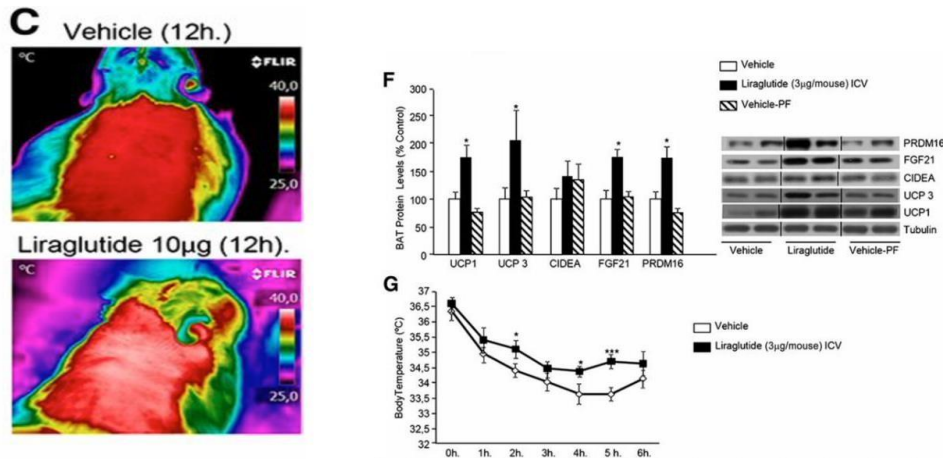 C
Vehicle (12h.)
ºC
FLIR
40,0
25,0
Liraglutide 10µg (12h).
ºC
FLIR
40,0
25,0
F
Vehicle
Liraglutide (3µg/mouse) ICV
Vehicle-PF
BAT Protein Levels (% Control)
300
250
200
150
100
50
0
* * * *
UCP1 UCP 3 CIDEA FGF21 PRDM16
PRDM16
FGF21
CIDEA
UCP 3
UCP1
Tubulin
Vehicle Liraglutide Vehicle-PF
G
Vehicle
Liraglutide (3µg/mouse) ICV
BodyTemperature (ºC)
37
36,5
36
35,5
35
34,5
34
33,5
32
* * ***
0h. 1h. 2h. 3h. 4h. 5 h. 6h.